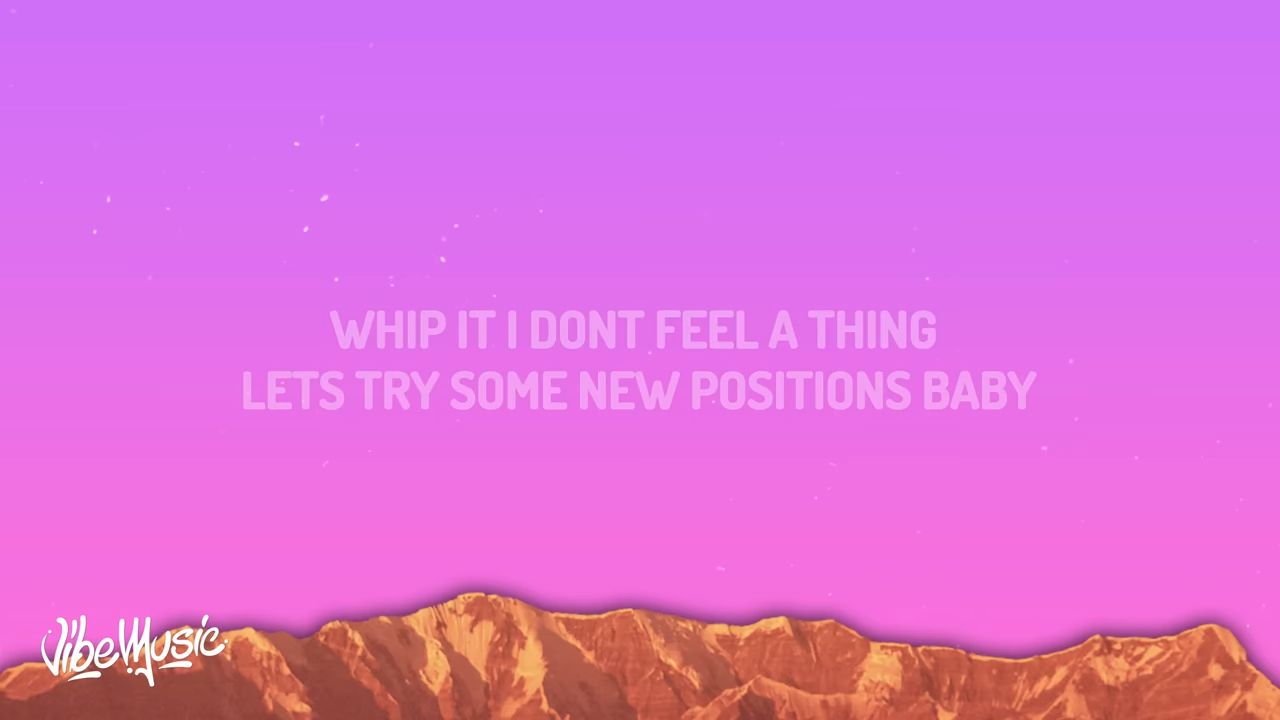 WHIP IT I DONT FEEL A THING
LETS TRY SOME NEW POSITIONS BABY
VibeMusic